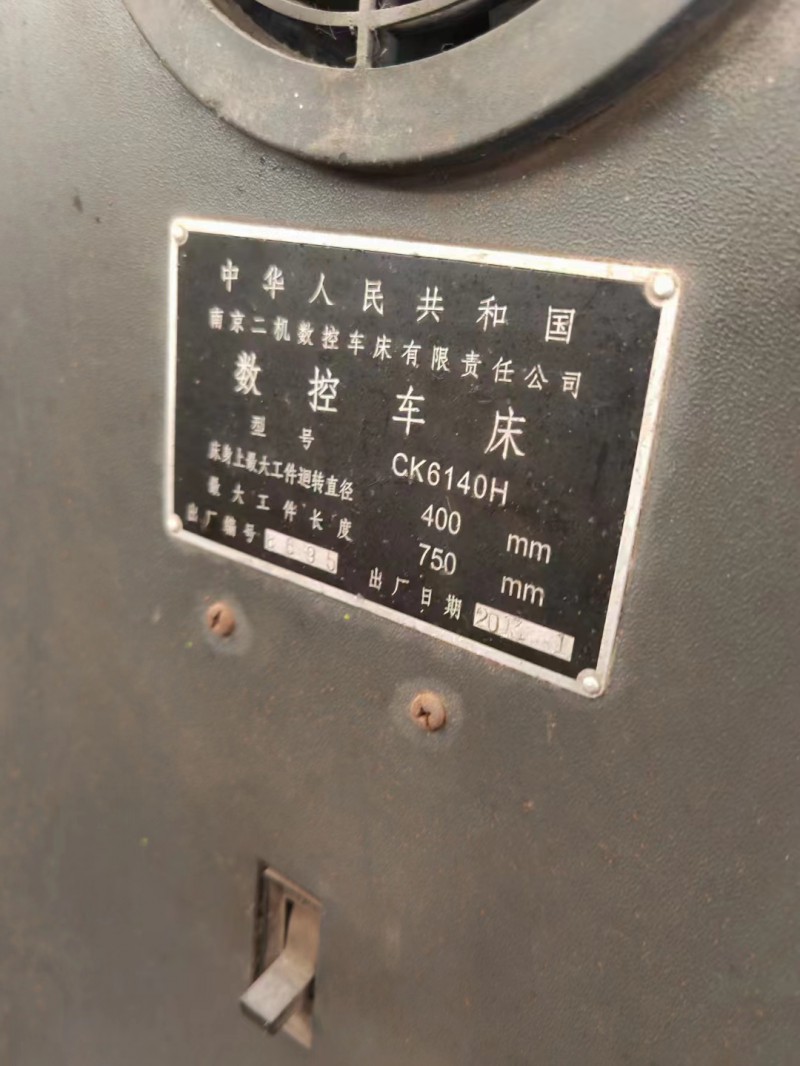 中华人民共和国
南京二机数控车床有限责任公司
数控车床
型号 CK6140H
床身上最大工件迴转直径 400 mm
最大工件长度 750 mm
出厂编号 8695 出厂日期